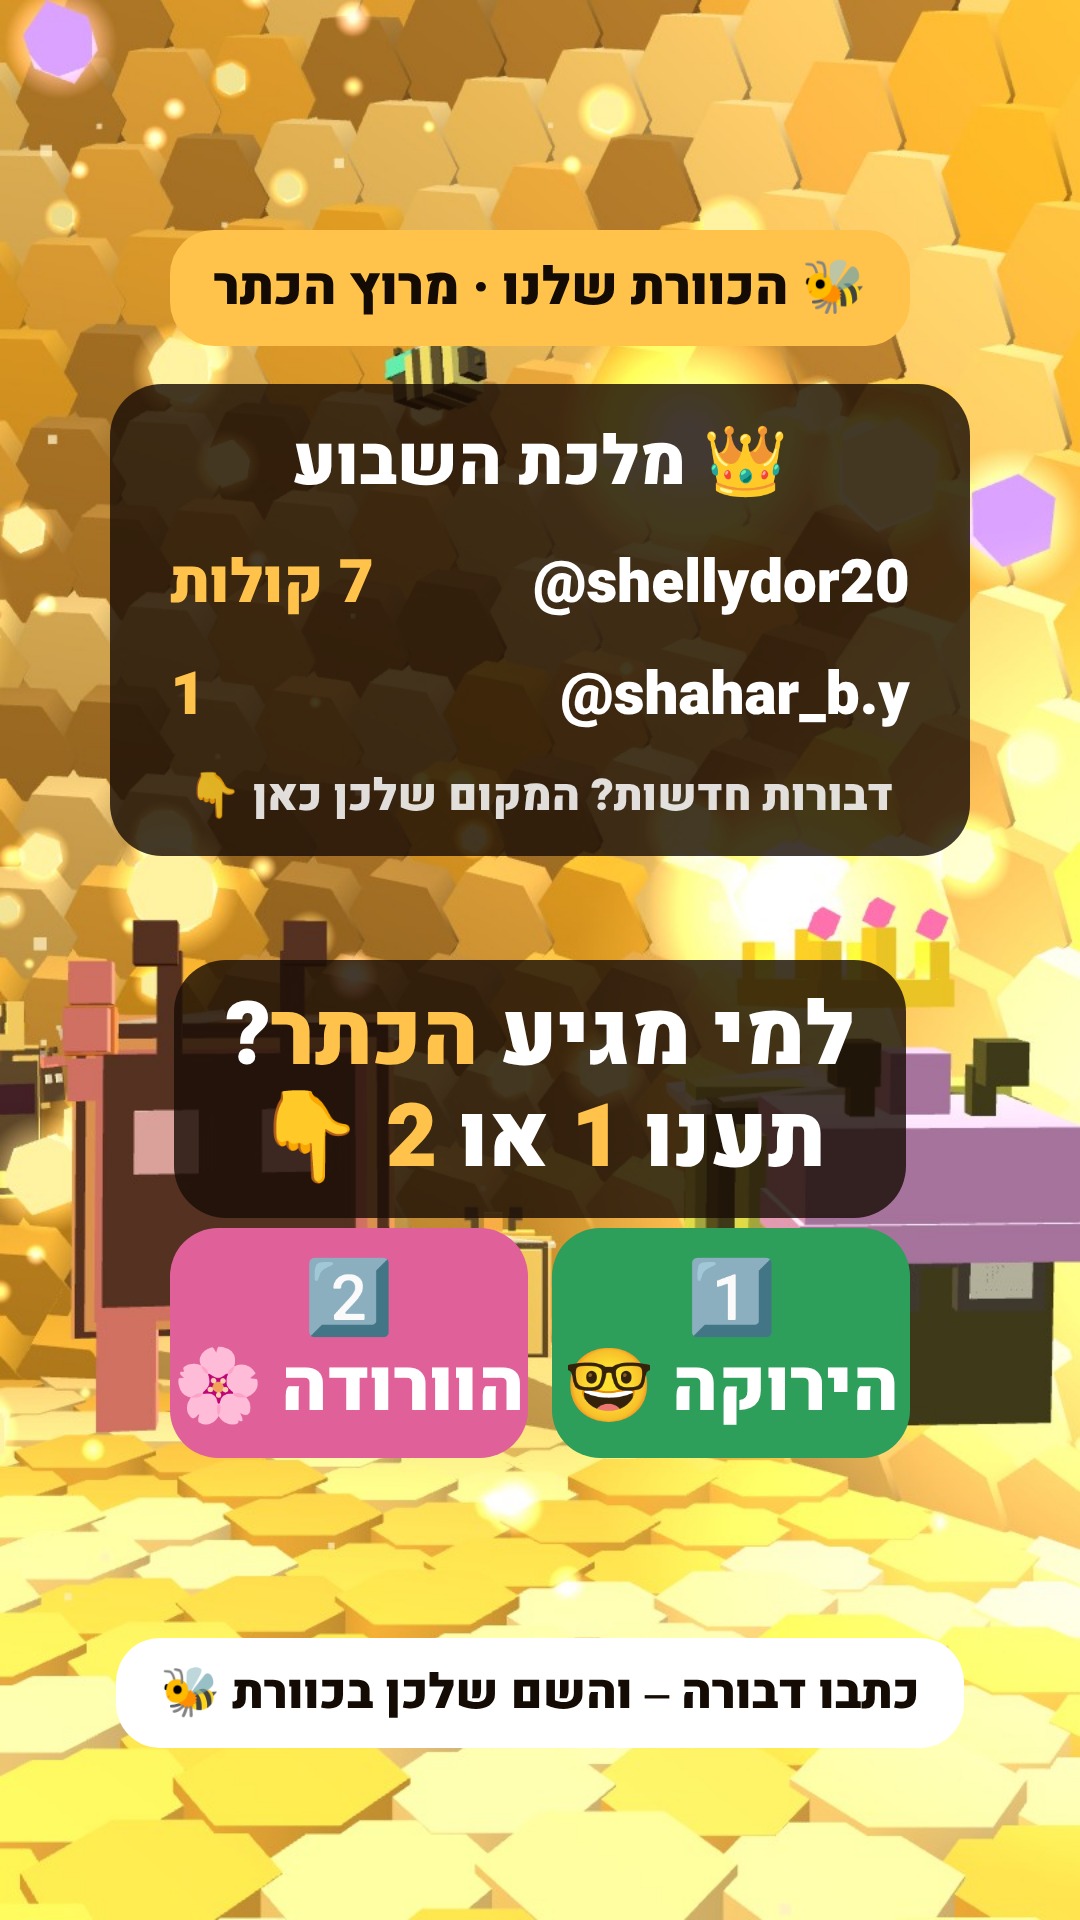 🐝 הכוורת שלנו · מרוץ הכתר
👑 מלכת השבוע
@shellydor20 7 קולות
@shahar_b.y 1
דבורות חדשות? המקום שלכן כאן 👇
למי מגיע הכתר?
תענו 1 או 2 👇
1️⃣
הירוקה 🤓
2️⃣
הוורודה 🌸
כתבו דבורה – והשם שלכן בכוורת 🐝